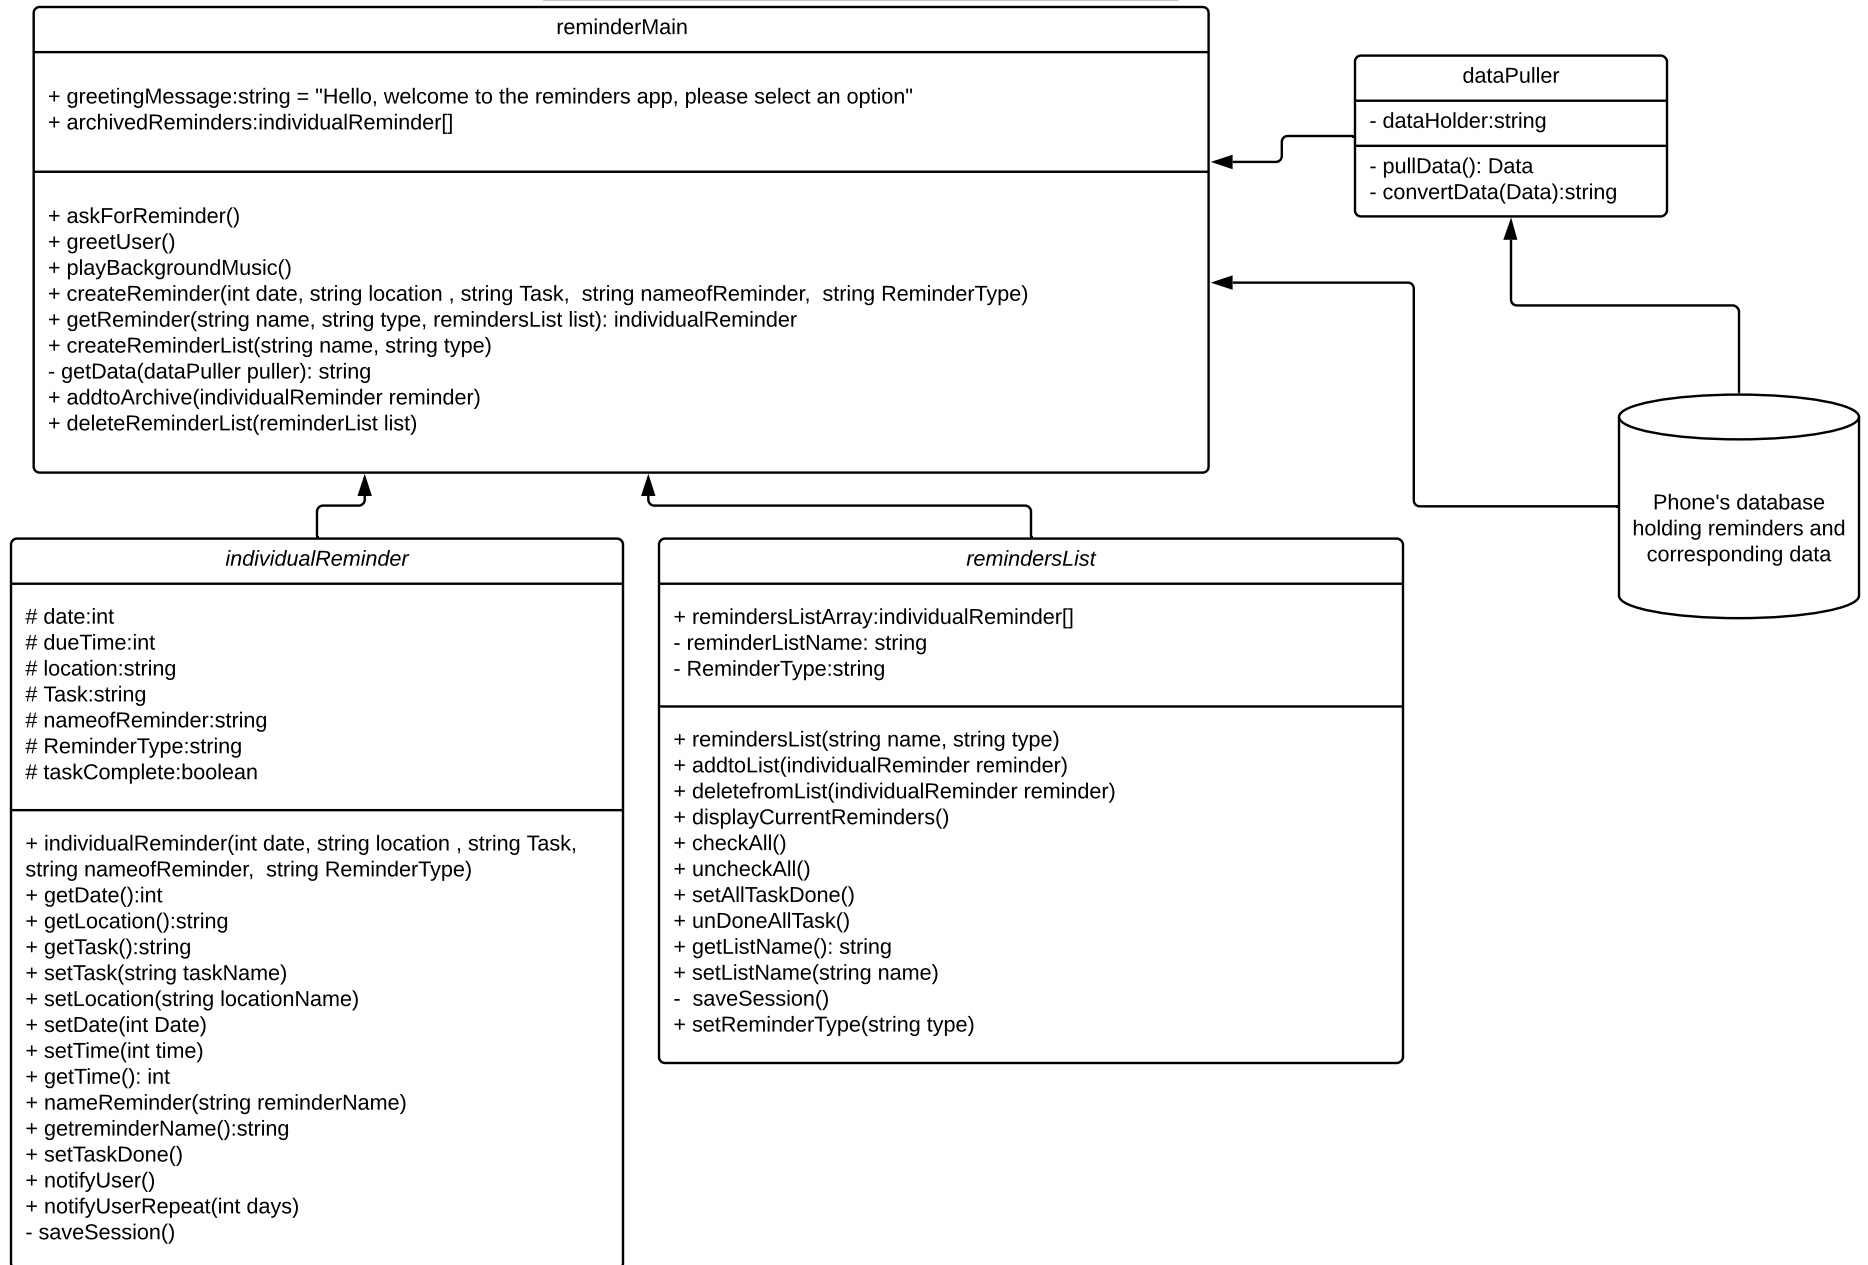 reminderMain
+ greetingMessage:string = "Hello, welcome to the reminders app, please select an option"
+ archivedReminders:individualReminder[]
+ askForReminder()
+ greetUser()
+ playBackgroundMusic()
+ createReminder(int date, string location , string Task,  string nameofReminder,  string ReminderType)
+ getReminder(string name, string type, remindersList list): individualReminder
+ createReminderList(string name, string type)
- getData(dataPuller puller): string
+ addtoArchive(individualReminder reminder)
+ deleteReminderList(reminderList list)
dataPuller
- dataHolder:string
- pullData(): Data
- convertData(Data):string
Phone's database
holding reminders and
corresponding data
individualReminder
# date:int
# dueTime:int
# location:string
# Task:string
# nameofReminder:string
# ReminderType:string
# taskComplete:boolean
+ individualReminder(int date, string location , string Task,
string nameofReminder,  string ReminderType)
+ getDate():int
+ getLocation():string
+ getTask():string
+ setTask(string taskName)
+ setLocation(string locationName)
+ setDate(int Date)
+ setTime(int time)
+ getTime(): int
+ nameReminder(string reminderName)
+ getreminderName():string
+ setTaskDone()
+ notifyUser()
+ notifyUserRepeat(int days)
- saveSession()
remindersList
+ remindersListArray:individualReminder[]
- reminderListName: string
- ReminderType:string
+ remindersList(string name, string type)
+ addtoList(individualReminder reminder)
+ deletefromList(individualReminder reminder)
+ displayCurrentReminders()
+ checkAll()
+ uncheckAll()
+ setAllTaskDone()
+ unDoneAllTask()
+ getListName(): string
+ setListName(string name)
-  saveSession()
+ setReminderType(string type)